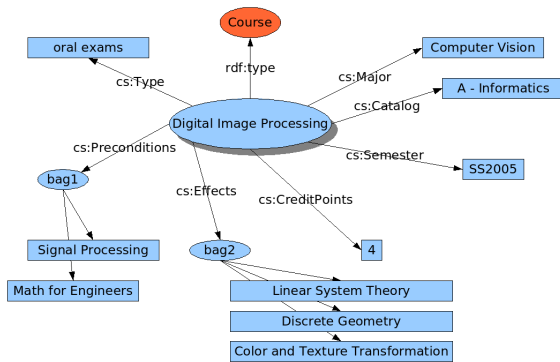 Course
oral exams
Computer Vision
rdf:type
cs:Major
cs:Type
A - Informatics
cs:Catalog
Digital Image Processing
cs:Preconditions
cs:Semester
SS2005
bag1
cs:Effects
cs:CreditPoints
Signal Processing
bag2
4
Math for Engineers
Linear System Theory
Discrete Geometry
Color and Texture Transformation